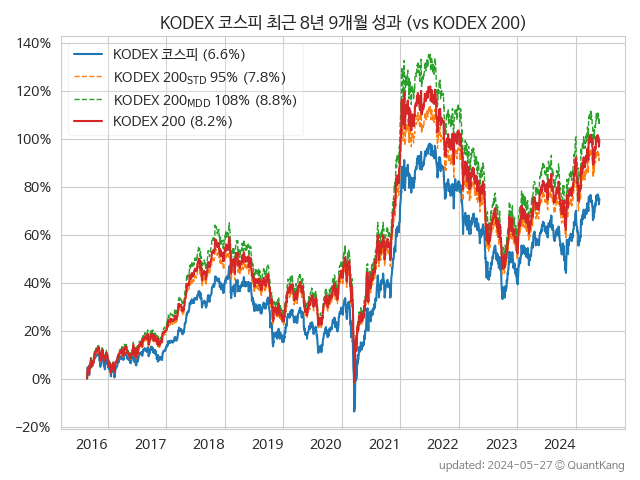 KODEX 코스피 최근 8년 9개월 성과 (vs KODEX 200)
140%
120%
100%
80%
60%
40%
20%
0%
−20%
KODEX 코스피 (6.6%)
KODEX 200STD 95% (7.8%)
KODEX 200MDD 108% (8.8%)
KODEX 200 (8.2%)
2016 2017 2018 2019 2020 2021 2022 2023 2024
updated: 2024-05-27 © QuantKang